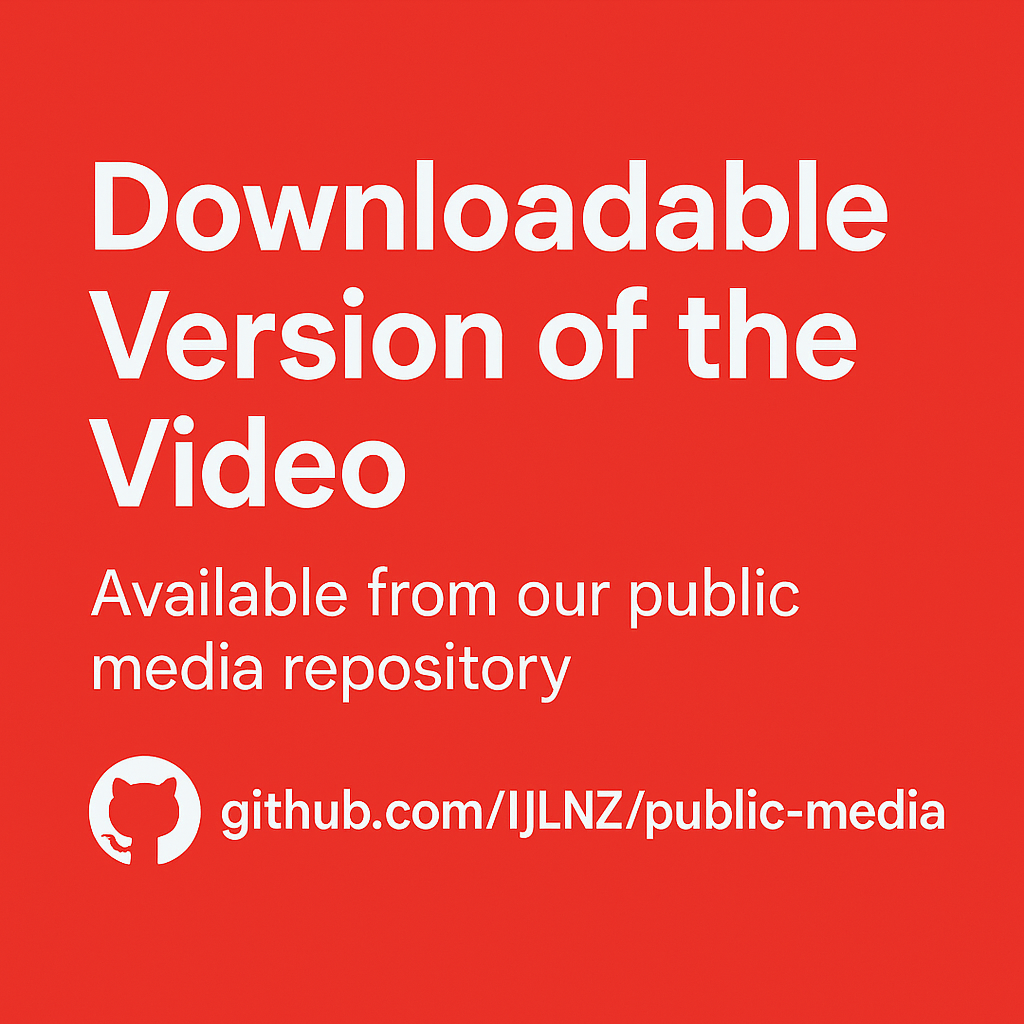 Downloadable
Version of the
Video
Available from our public
media repository
github.com/IJLNZ/public-media